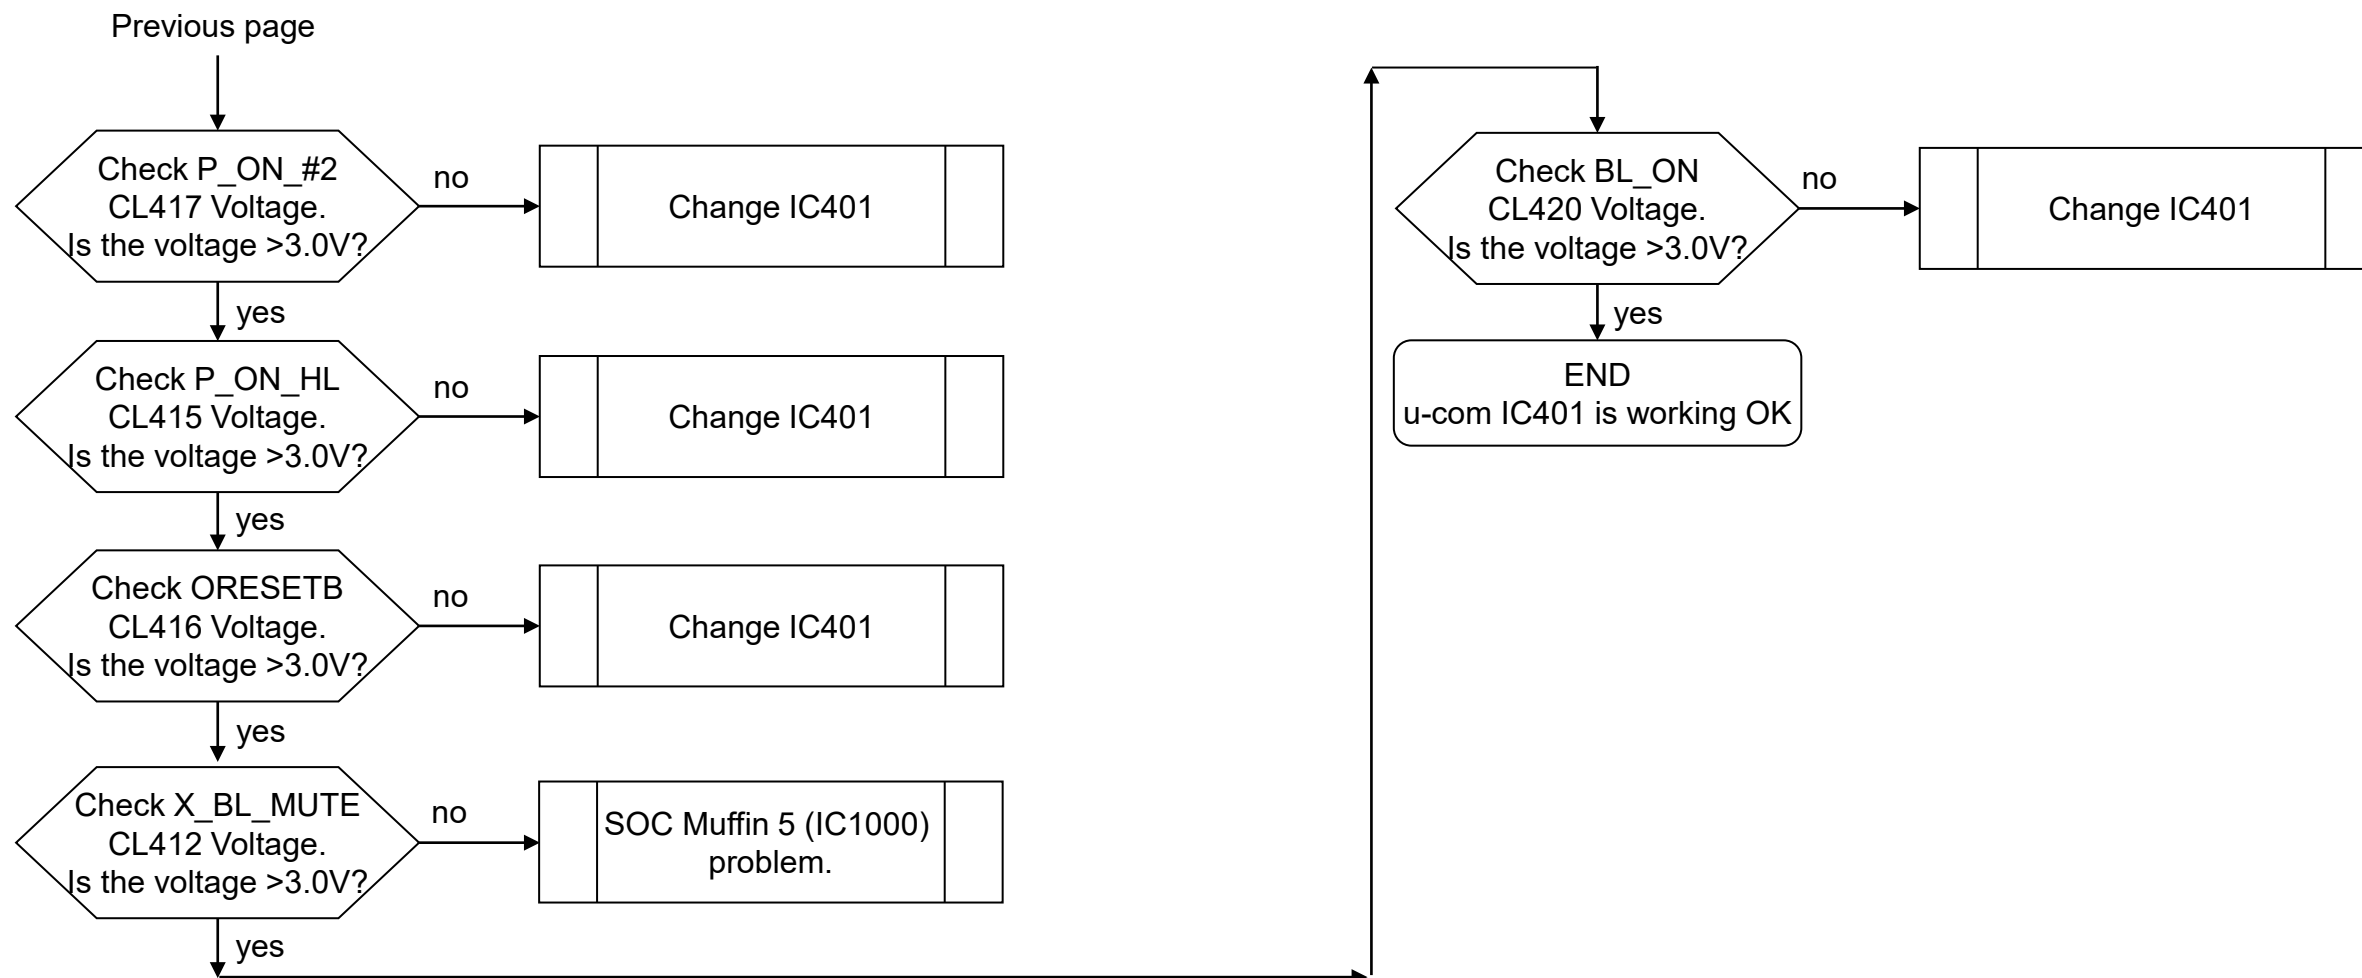 Previous page
Check P_ON_#2
CL417 Voltage.
Is the voltage >3.0V?
no
Change IC401
yes
Check P_ON_HL
CL415 Voltage.
Is the voltage >3.0V?
no
Change IC401
yes
Check ORESETB
CL416 Voltage.
Is the voltage >3.0V?
no
Change IC401
yes
Check X_BL_MUTE
CL412 Voltage.
Is the voltage >3.0V?
no
SOC Muffin 5 (IC1000)
problem.
yes
Check BL_ON
CL420 Voltage.
Is the voltage >3.0V?
no
Change IC401
yes
END
u-com IC401 is working OK